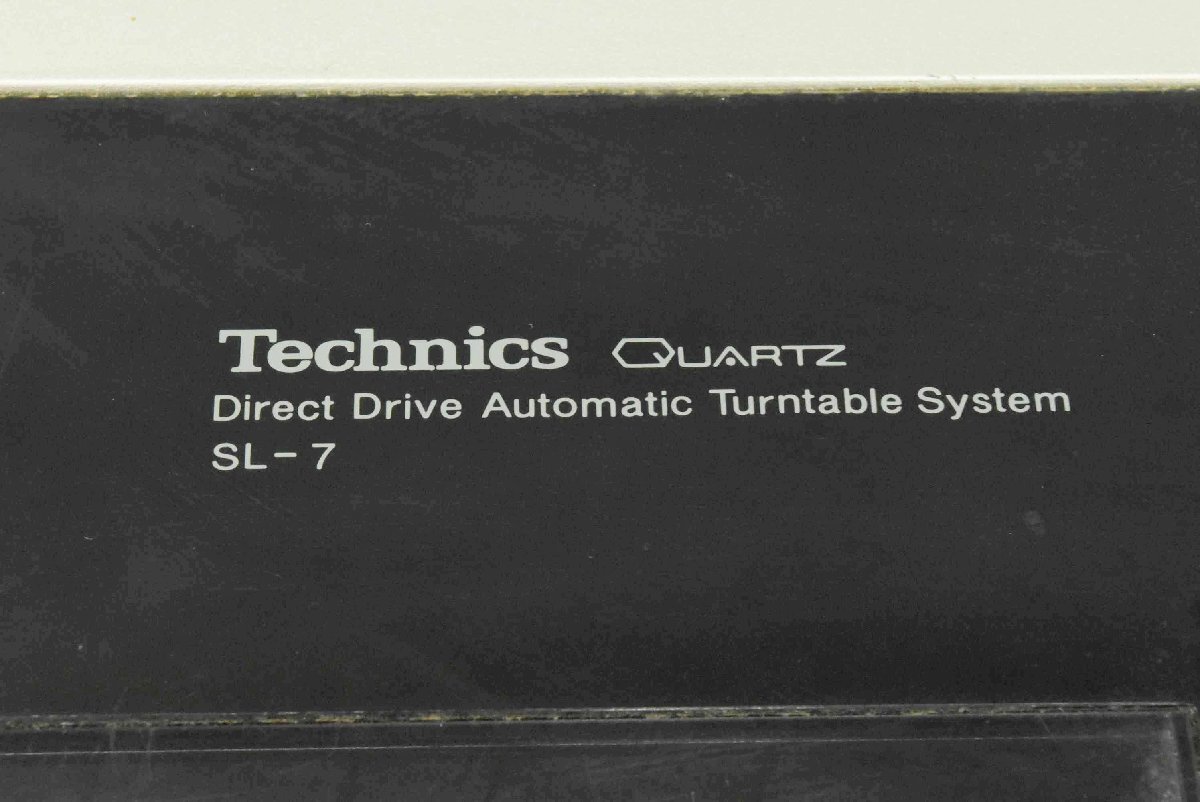 Technics QUARTZ
Direct Drive Automatic Turntable System
SL-7